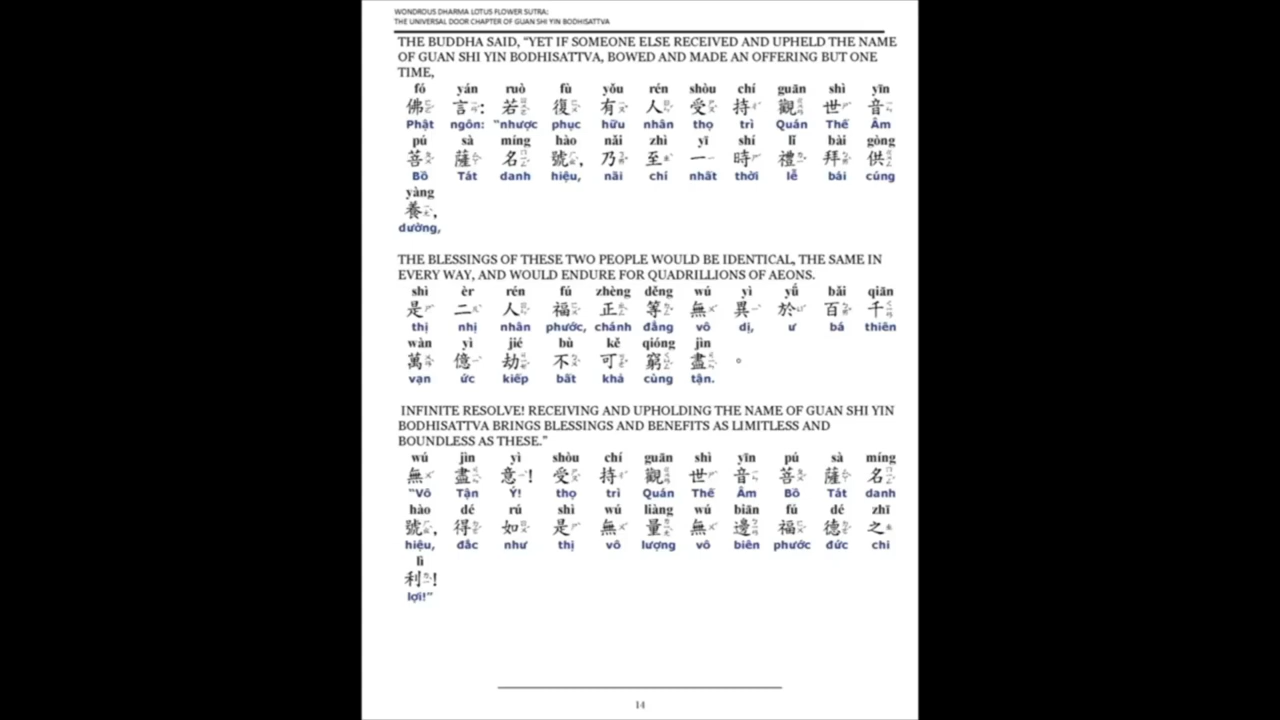 WONDROUS DHARMA LOTUS FLOWER SUTRA:
THE UNIVERSAL DOOR CHAPTER OF GUAN SHI YIN BODHISATTVA
THE BUDDHA SAID, “YET IF SOMEONE ELSE RECEIVED AND UPHELD THE NAME
OF GUAN SHI YIN BODHISATTVA, BOWED AND MADE AN OFFERING BUT ONE
TIME,
fó yán ruò fù yǒu rén shòu chí guān shì yīn
佛 言： 若 復 有 人 受 持 觀 世 音
Phật ngôn: “nhược phục hữu nhân thọ trì Quán Thế Âm
pú sà míng hào nǎi zhì yī shí lǐ bài gòng
菩 薩 名 號， 乃 至 一 時 禮 拜 供
Bồ Tát danh hiệu, nãi chí nhất thời lễ bái cúng
yàng
養，
dường,
THE BLESSINGS OF THESE TWO PEOPLE WOULD BE IDENTICAL, THE SAME IN
EVERY WAY, AND WOULD ENDURE FOR QUADRILLIONS OF AEONS.
shì èr rén fú zhèng děng wú yì yǘ bǎi qiān
是 二 人 福 正 等 無 異 於 百 千
thị nhị nhân phước, chánh đẳng vô dị, ư bá thiên
wàn yì jié bù kě qióng jìn
萬 億 劫 不 可 窮 盡 。
vạn ức kiếp bất khả cùng tận.
INFINITE RESOLVE! RECEIVING AND UPHOLDING THE NAME OF GUAN SHI YIN
BODHISATTVA BRINGS BLESSINGS AND BENEFITS AS LIMITLESS AND
BOUNDLESS AS THESE.”
wú jìn yì shòu chí guān shì yīn pú sà míng
無 盡 意！ 受 持 觀 世 音 菩 薩 名
“Vô Tận Ý! thọ trì Quán Thế Âm Bồ Tát danh
hào dé rú shì wú liàng wú biān fú dé zhī
號， 得 如 是 無 量 無 邊 福 德 之
hiệu, đắc như thị vô lượng vô biên phước đức chi
lì
利！
lợi!”
14